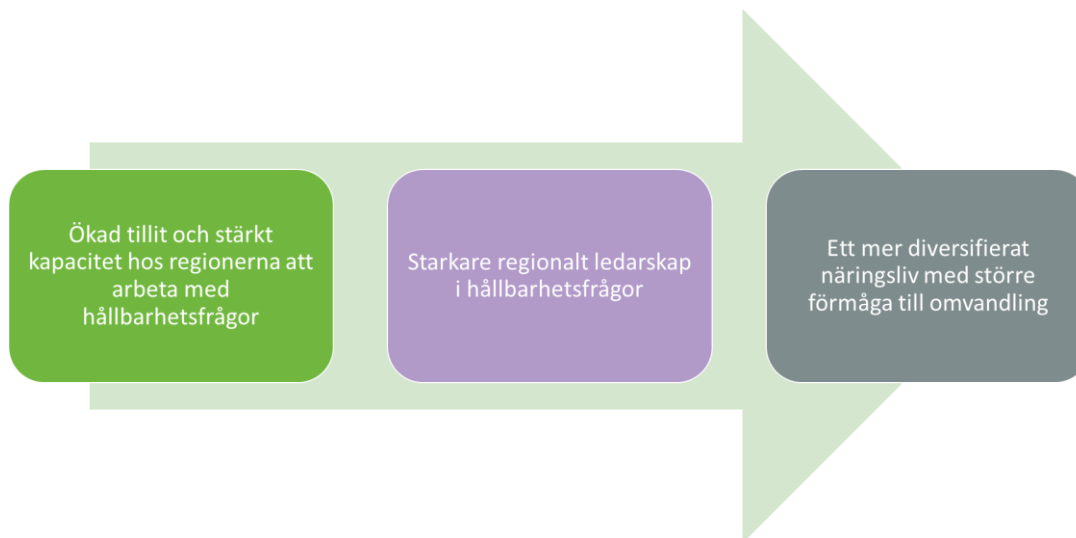 Ökad tillit och stärkt
kapacitet hos regionerna att
arbeta med
hållbarhetsfrågor
Starkare regionalt ledarskap
i hållbarhetsfrågor
Ett mer diversifierat
näringsliv med större
förmåga till omvandling